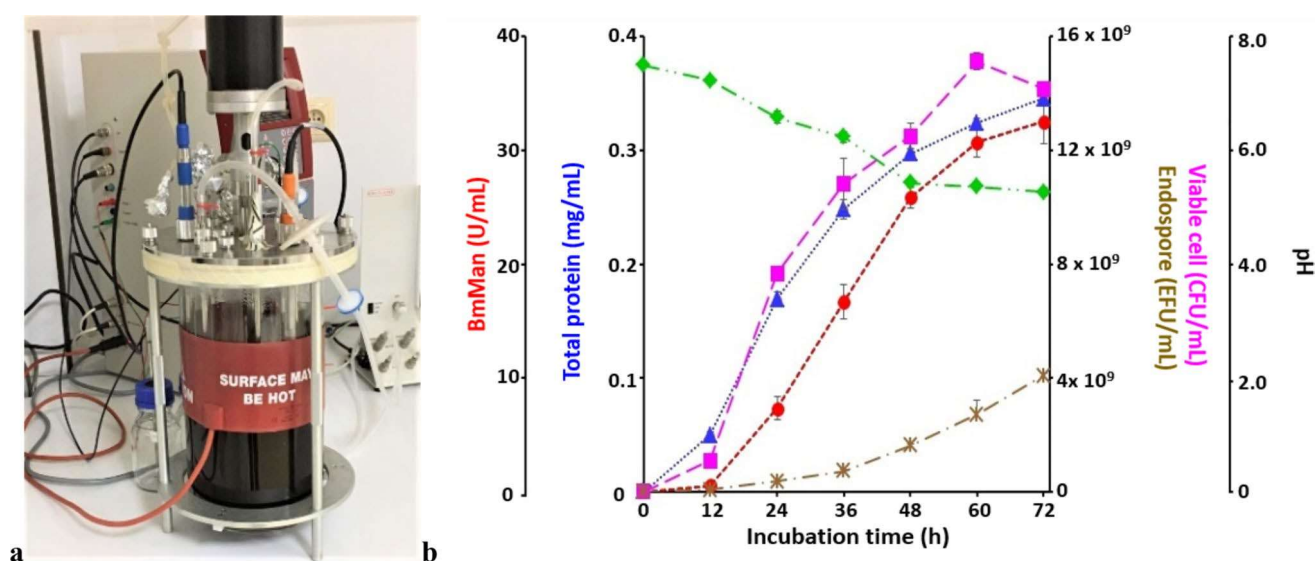 SURFACE MAY
BE HOT
ON
a
b
BmMan (U/mL)
40
30
20
10
0
Total protein (mg/mL)
0.4
0.3
0.2
0.1
0
16 x 10⁹
12 x 10⁹
8 x 10⁹
4 x 10⁹
0
Endospore (EFU/mL)
Viable cell (CFU/mL)
8.0
6.0
4.0
2.0
0
pH
0 12 24 36 48 60 72
Incubation time (h)